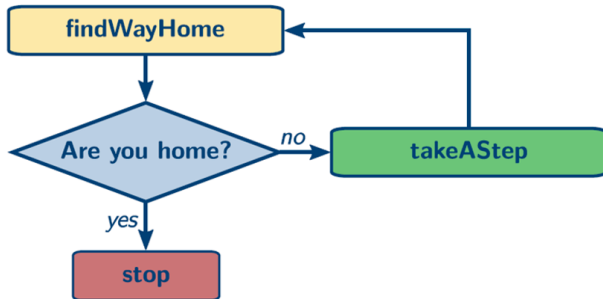 findWayHome
Are you home?
no
takeAStep
yes
stop